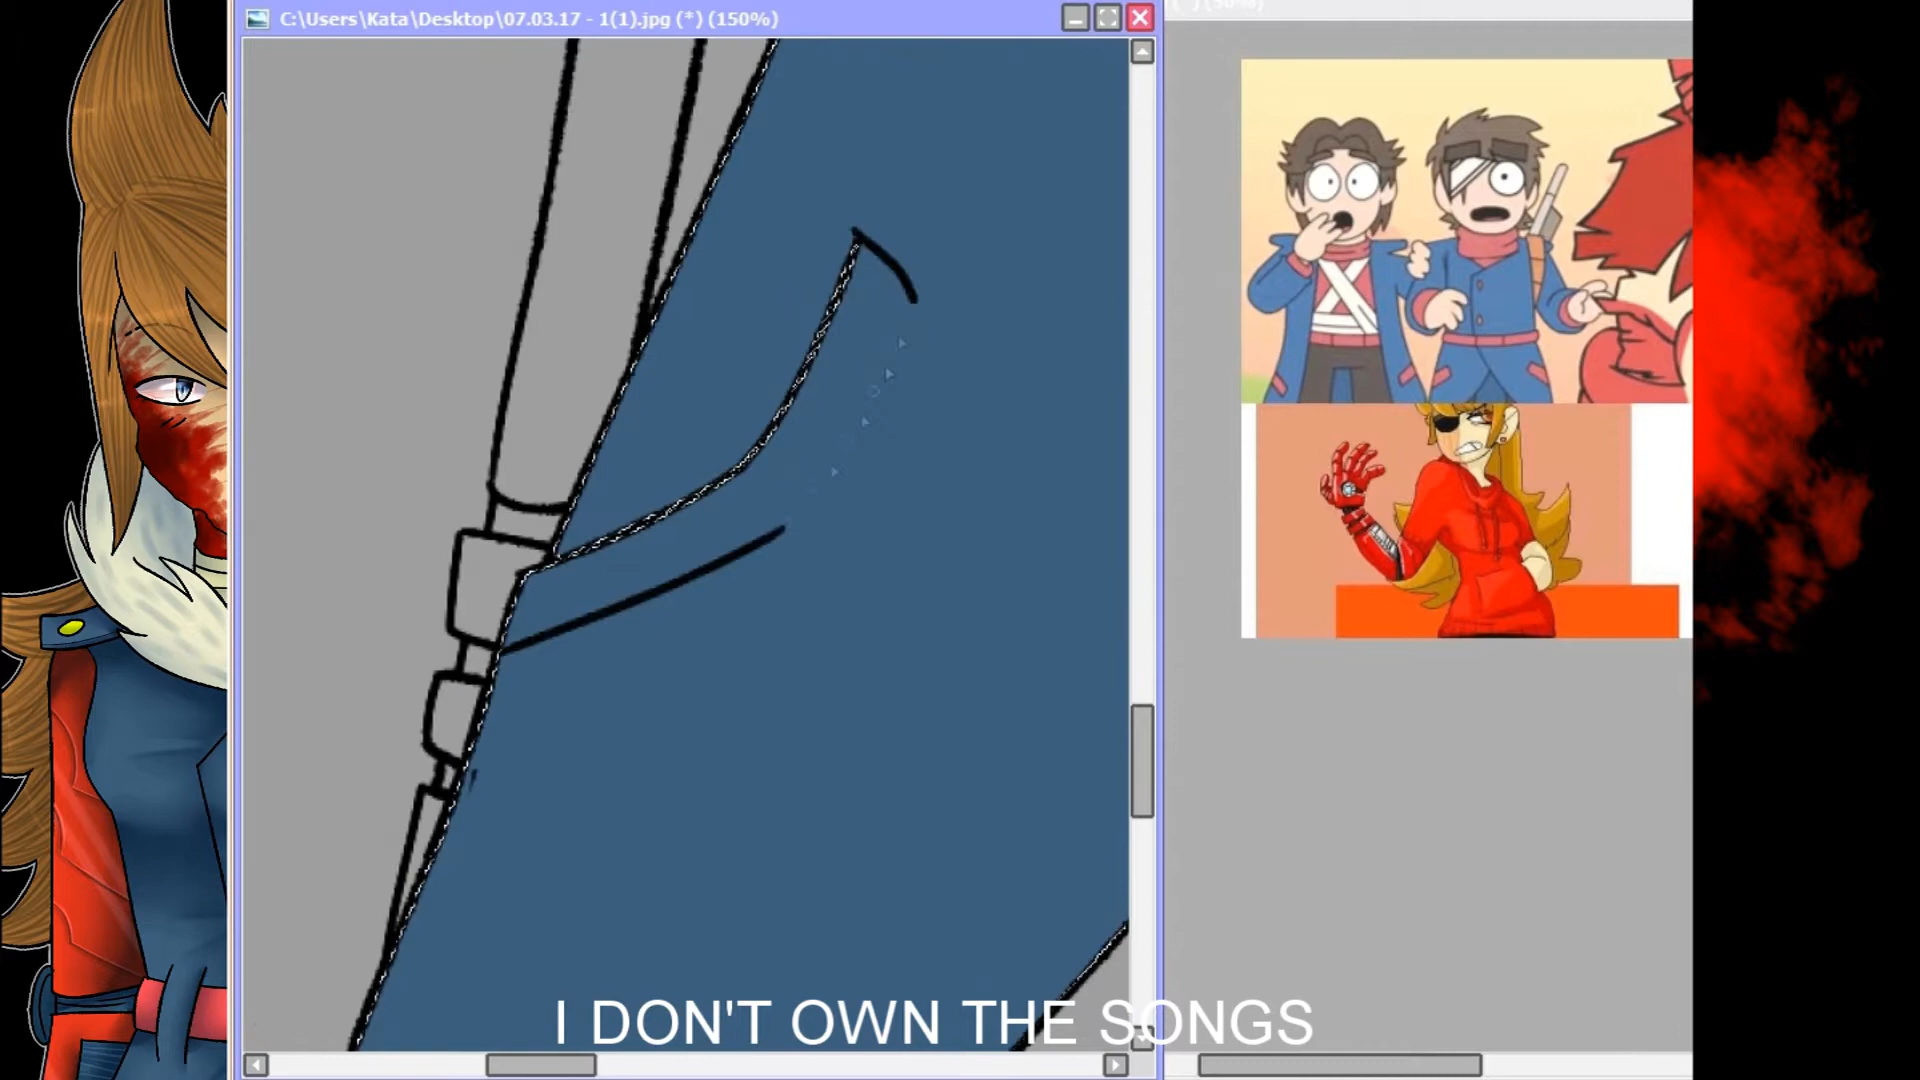 C:\Users\Kata\Desktop\07.03.17 - 1(1).jpg (*) (150%)
I DON'T OWN THE SONGS